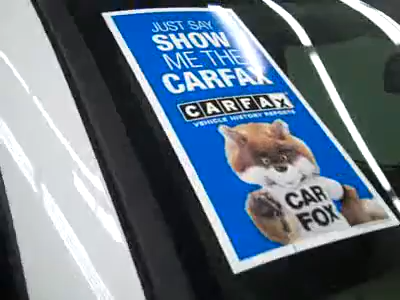 JUST SAY
SHOW
ME THE
CARFAX
CARFAX
VEHICLE HISTORY REPORTS
CAR
FOX